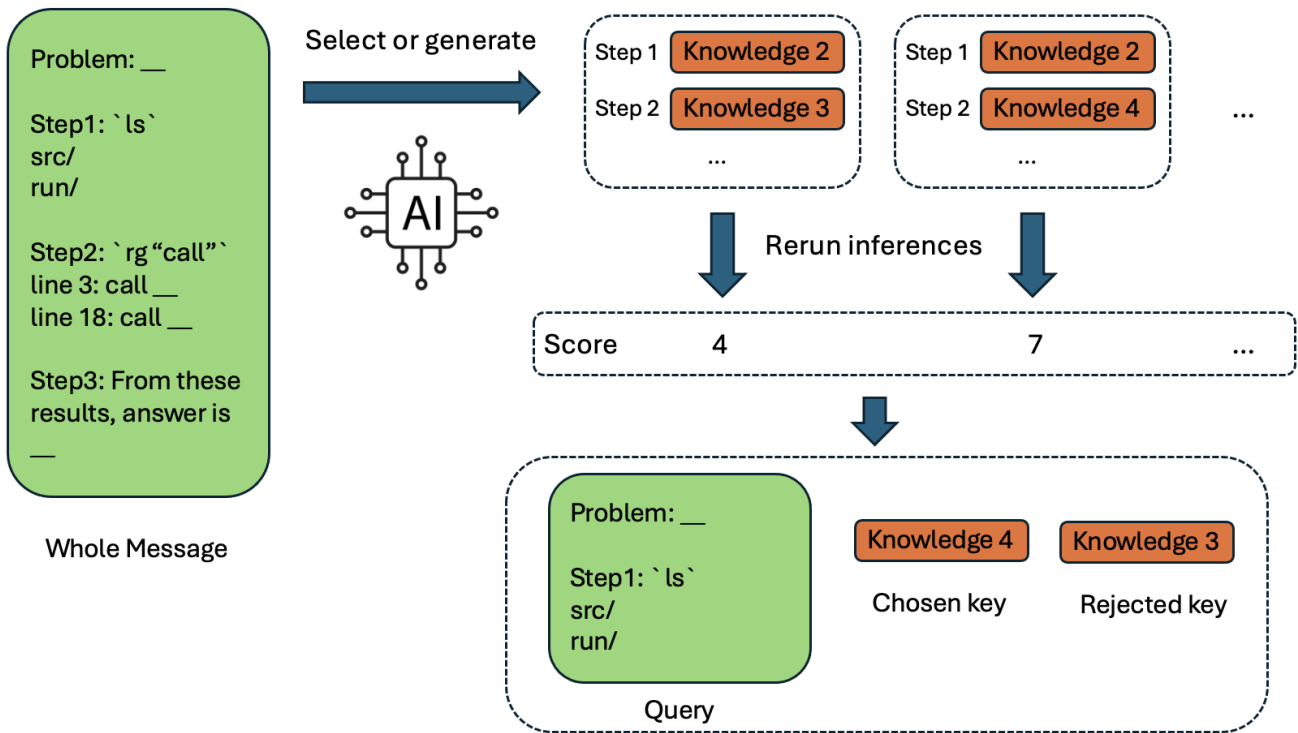 Problem: __
Step1: `ls`
src/
run/
Step2: `rg “call”`
line 3: call __
line 18: call __
Step3: From these
results, answer is
__
Whole Message
Select or generate
AI
Step 1 Knowledge 2
Step 2 Knowledge 3
...
Step 1 Knowledge 2
Step 2 Knowledge 4
...
...
Rerun inferences
Score 4 7 ...
Problem: __
Step1: `ls`
src/
run/
Query
Knowledge 4
Chosen key
Knowledge 3
Rejected key